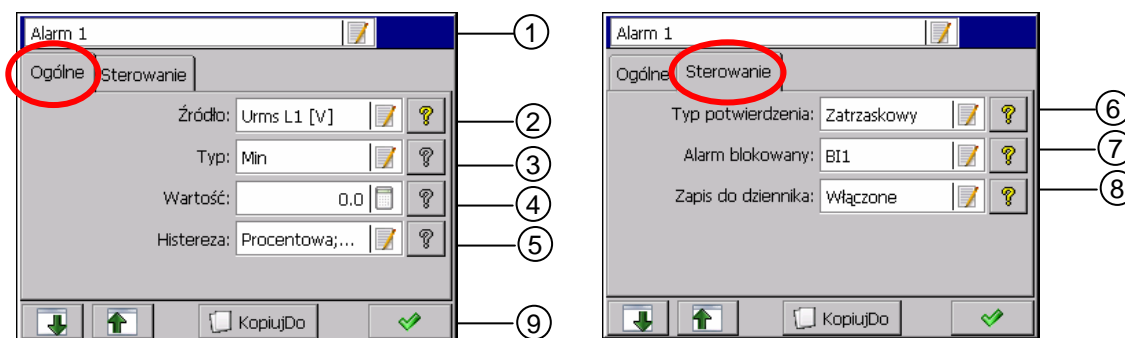 Alarm 1
1
Ogólne Sterowanie
Źródło: Urms L1 [V]
2
Typ: Min
3
Wartość: 0.0
4
Histereza: Procentowa;...
5
KopiujDo
9
Alarm 1
Ogólne Sterowanie
Typ potwierdzenia: Zatrzaskowy
6
Alarm blokowany: BI1
7
Zapis do dziennika: Włączone
8
KopiujDo